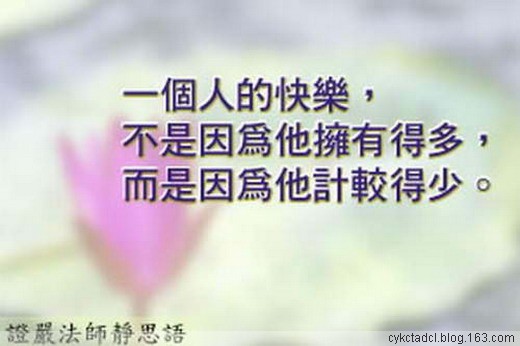 一個人的快樂，
不是因爲他擁有得多，
而是因爲他計較得少。
證嚴法師靜思語
cykctadcl.blog.163.com